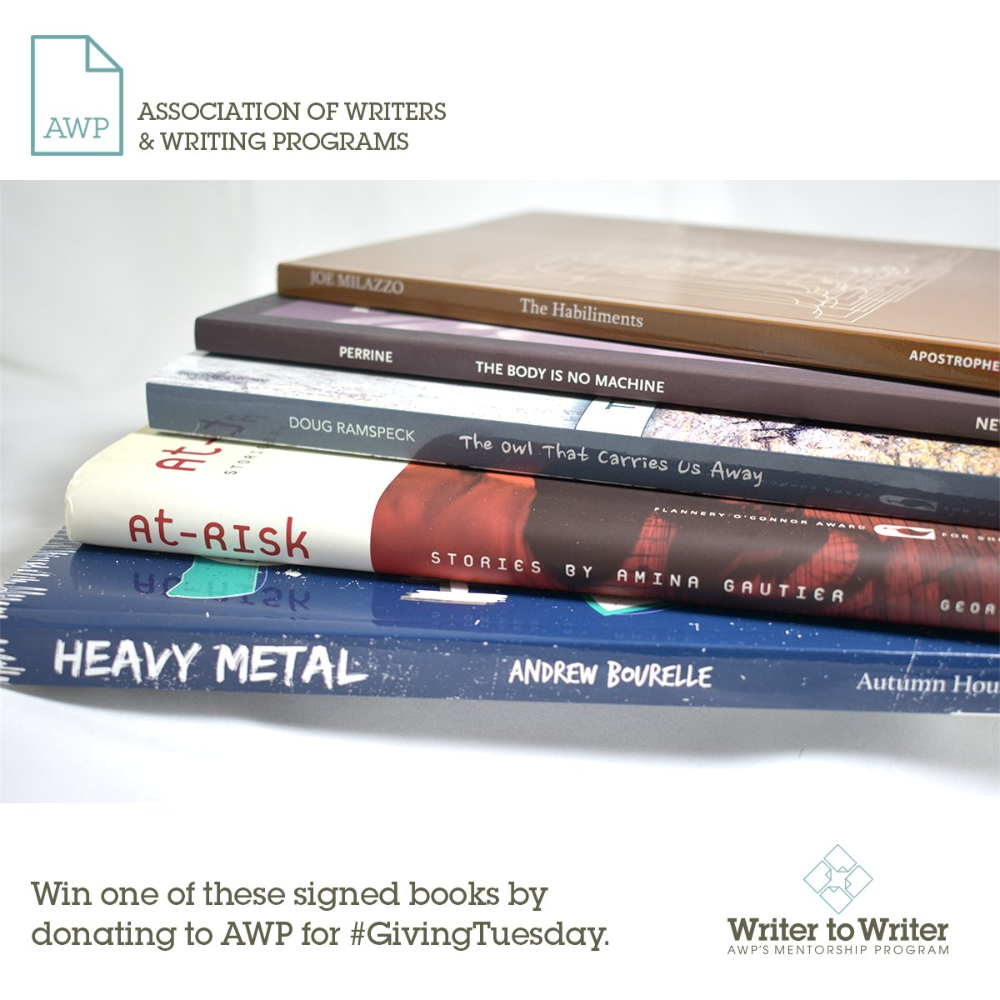 AWP
ASSOCIATION OF WRITERS
& WRITING PROGRAMS
JOE MILAZZO The Habiliments APOSTROPHE
PERRINE THE BODY IS NO MACHINE
DOUG RAMSPECK The Owl That Carries Us Away
At-RISK STORIES BY AMINA GAUTIER FLANNERY O'CONNOR AWARD FOR
HEAVY METAL ANDREW BOURELLE Autumn
Win one of these signed books by
donating to AWP for #GivingTuesday.
Writer to Writer
AWP'S MENTORSHIP PROGRAM